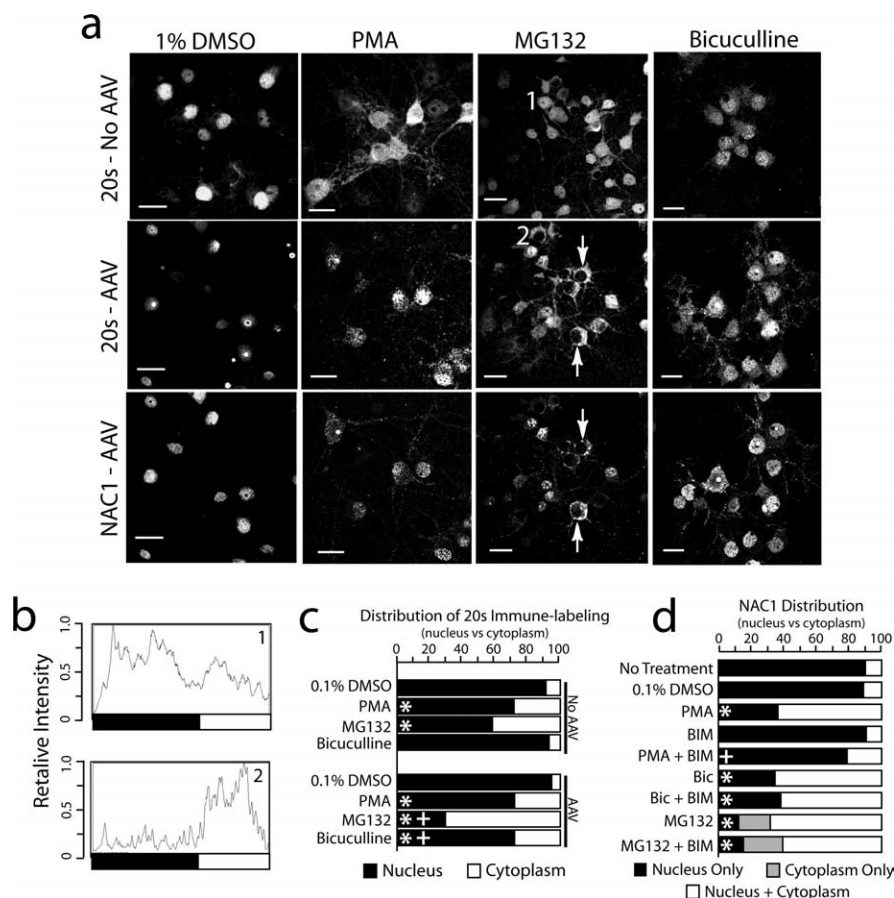 a
1% DMSO PMA MG132 Bicuculline
20s - No AAV
1
20s - AAV
2
NAC1 - AAV
b
1.0
0.5
0
1
1.0
0.5
0
2
Retalive Intensity
c
Distribution of 20s Immune-labeling
(nucleus vs cytoplasm)
0 20 40 60 80 100
0.1% DMSO
PMA *
MG132 *
Bicuculline
No AAV
0.1% DMSO
PMA *
MG132 * +
Bicuculline * +
AAV
Nucleus Cytoplasm
d
NAC1 Distribution
(nucleus vs cytoplasm)
0 20 40 60 80 100
No Treatment
0.1% DMSO
PMA *
BIM
PMA + BIM +
Bic *
Bic + BIM *
MG132 *
MG132 + BIM *
Nucleus Only Cytoplasm Only
Nucleus + Cytoplasm